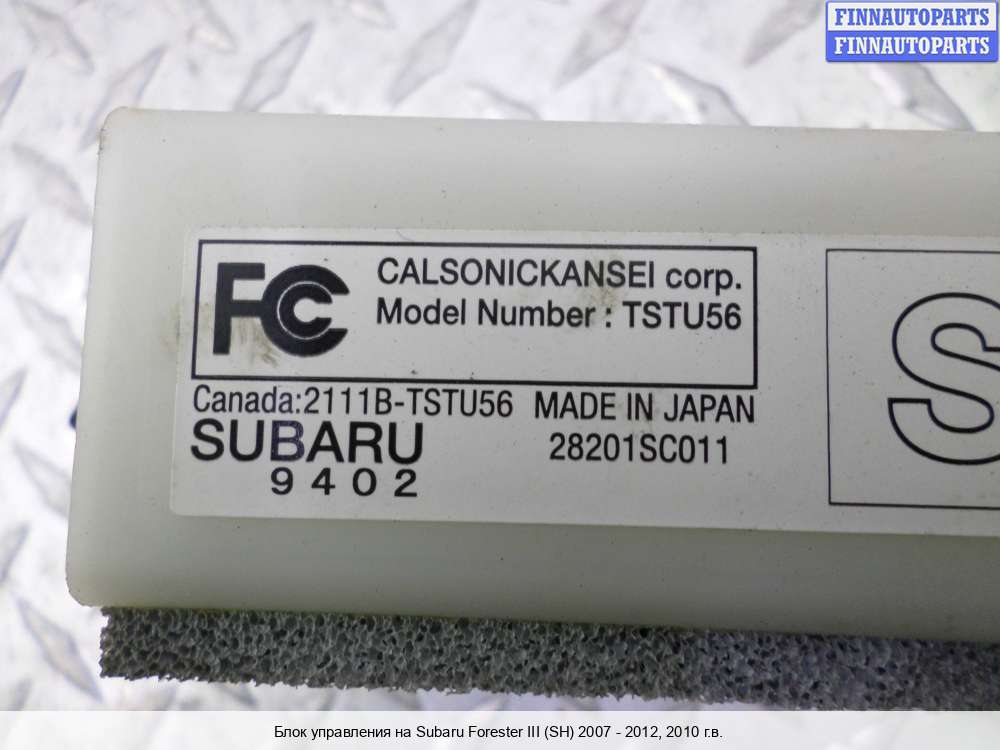 FINNAUTOPARTS
FINNAUTOPARTS
FC CALSONICKANSEI corp.
Model Number : TSTU56
Canada:2111B-TSTU56 MADE IN JAPAN
SUBARU 28201SC011
9402
S
Блок управления на Subaru Forester III (SH) 2007 - 2012, 2010 г.в.